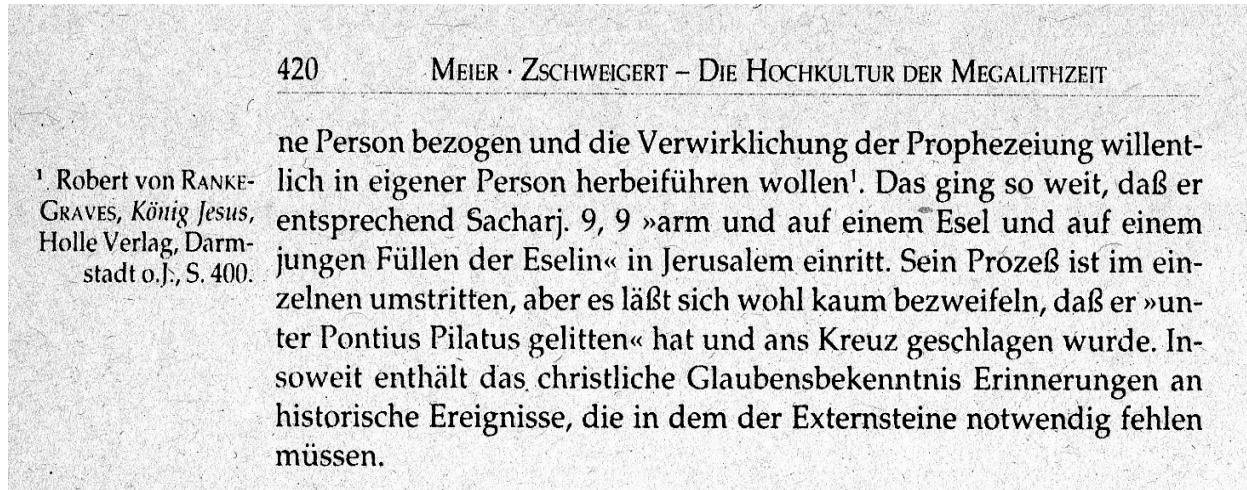 420 MEIER · ZSCHWEIGERT – DIE HOCHKULTUR DER MEGALITHZEIT
ne Person bezogen und die Verwirklichung der Prophezeiung willent-
lich in eigener Person herbeiführen wollen¹. Das ging so weit, daß er
entsprechend Sacharj. 9, 9 »arm und auf einem Esel und auf einem
jungen Füllen der Eselin« in Jerusalem einritt. Sein Prozeß ist im ein-
zelnen umstritten, aber es läßt sich wohl kaum bezweifeln, daß er »un-
ter Pontius Pilatus gelitten« hat und ans Kreuz geschlagen wurde. In-
soweit enthält das christliche Glaubensbekenntnis Erinnerungen an
historische Ereignisse, die in dem der Externsteine notwendig fehlen
müssen.
¹. Robert von RANKE-
GRAVES, König Jesus,
Holle Verlag, Darm-
stadt o.J., S. 400.